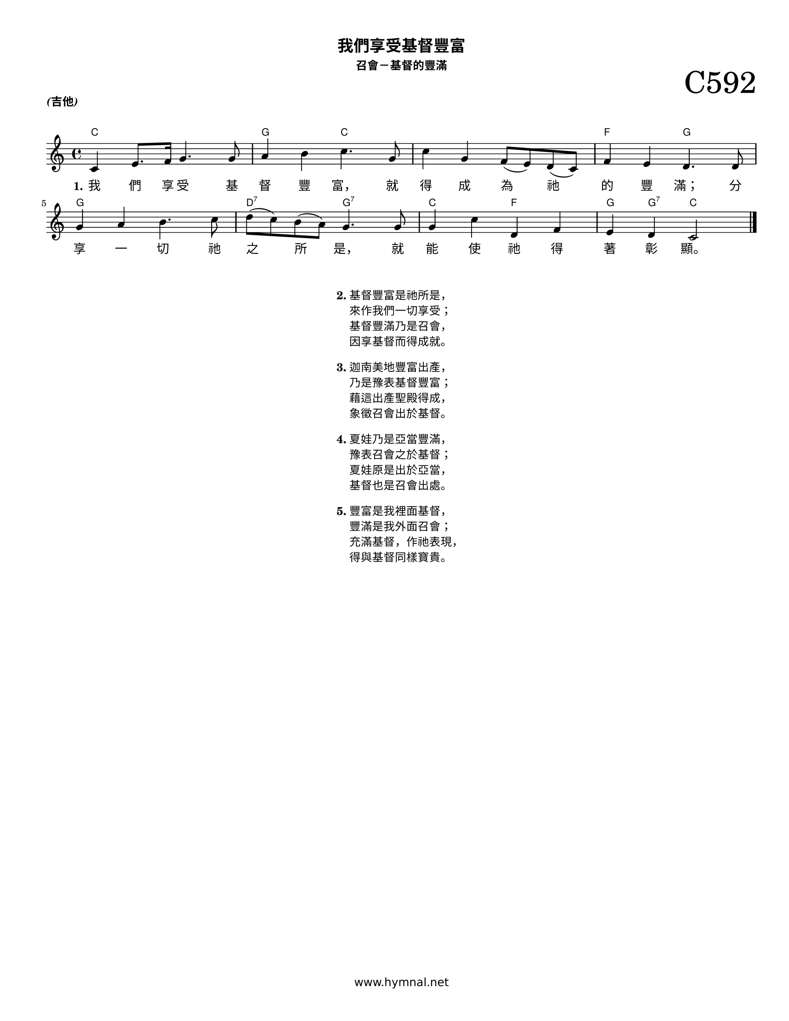 我們享受基督豐富
召會－基督的豐滿
C592
(吉他)
C G C F G
1. 我 們 享 受 基 督 豐 富， 就 得 成 為 祂 的 豐 滿； 分
5 G D7 G7 C F G G7 C
享 一 切 祂 之 所 是， 就 能 使 祂 得 著 彰 顯。
2. 基督豐富是祂所是，
來作我們一切享受；
基督豐滿乃是召會，
因享基督而得成就。
3. 迦南美地豐富出產，
乃是豫表基督豐富；
藉這出產聖殿得成，
象徵召會出於基督。
4. 夏娃乃是亞當豐滿，
豫表召會之於基督；
夏娃原是出於亞當，
基督也是召會出處。
5. 豐富是我裡面基督，
豐滿是我外面召會；
充滿基督，作祂表現，
得與基督同樣寶貴。
www.hymnal.net